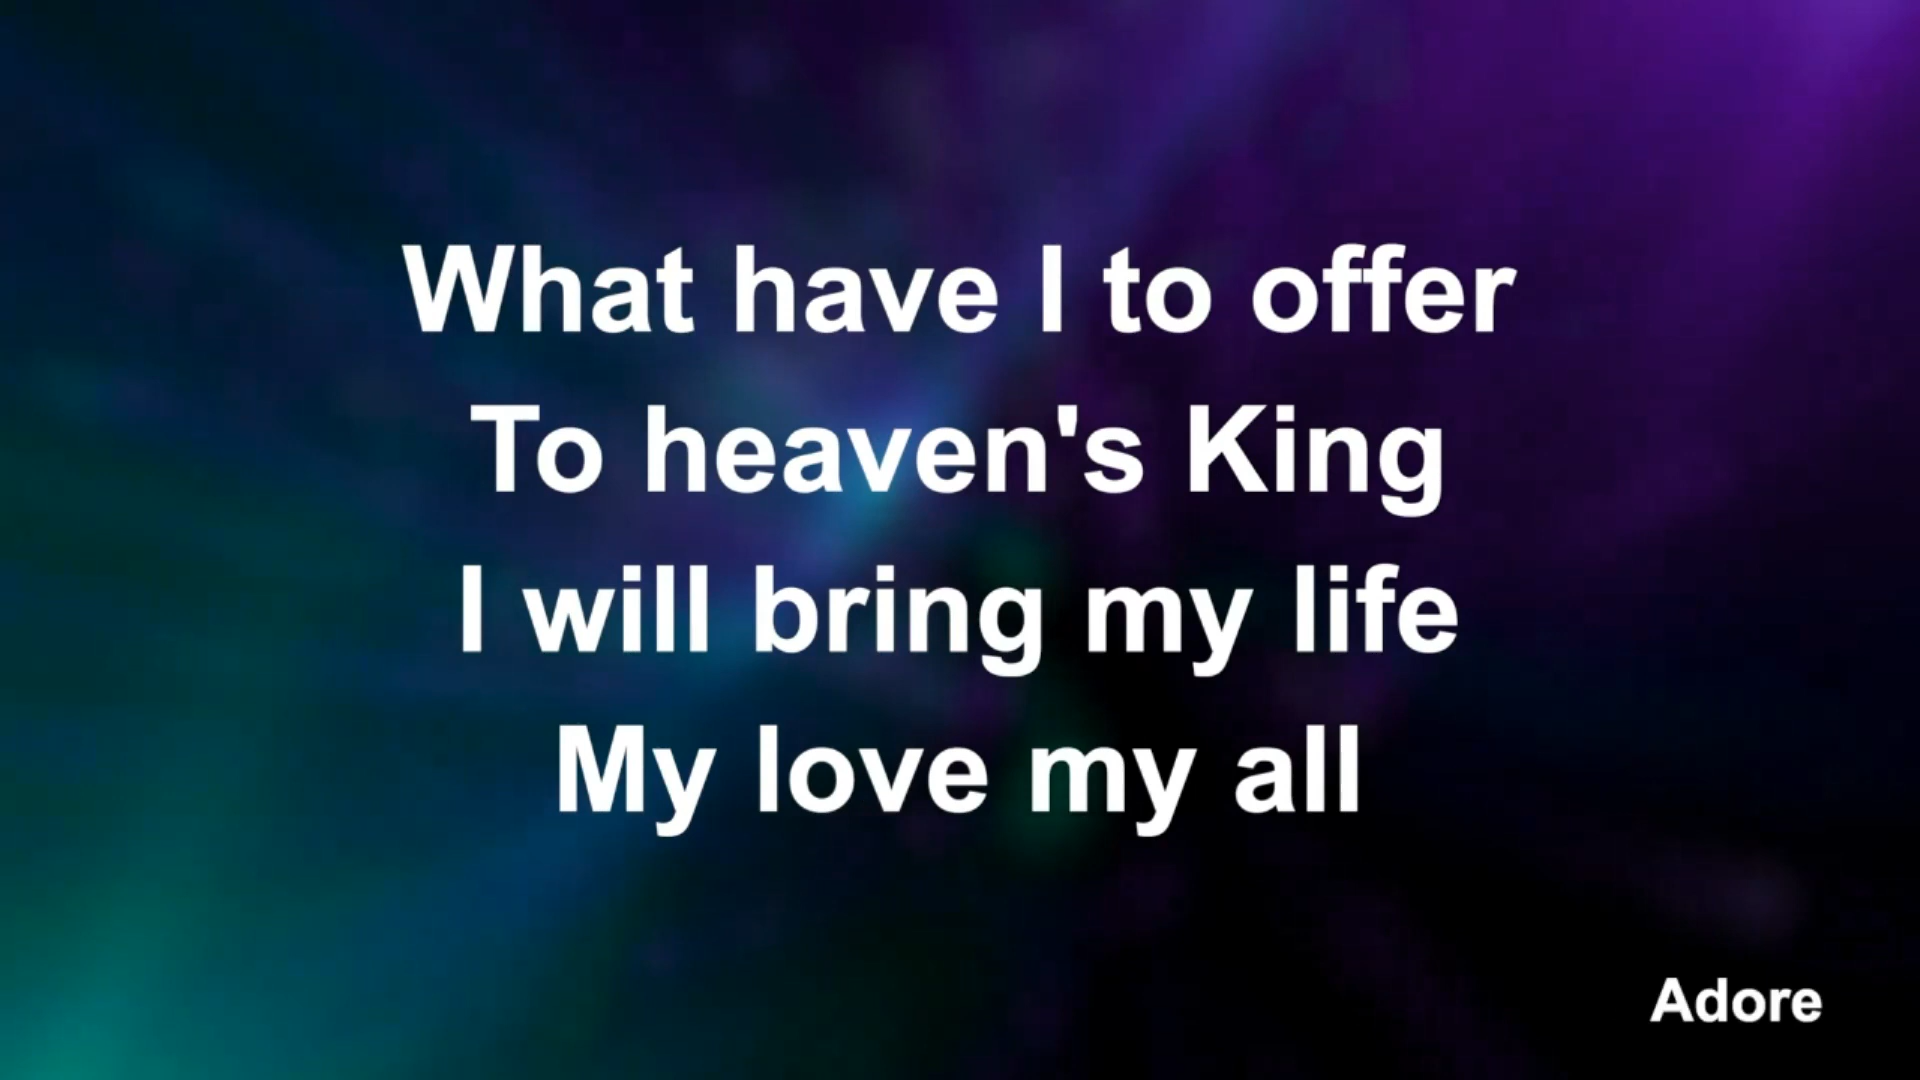 What have I to offer
To heaven's King
I will bring my life
My love my all
Adore